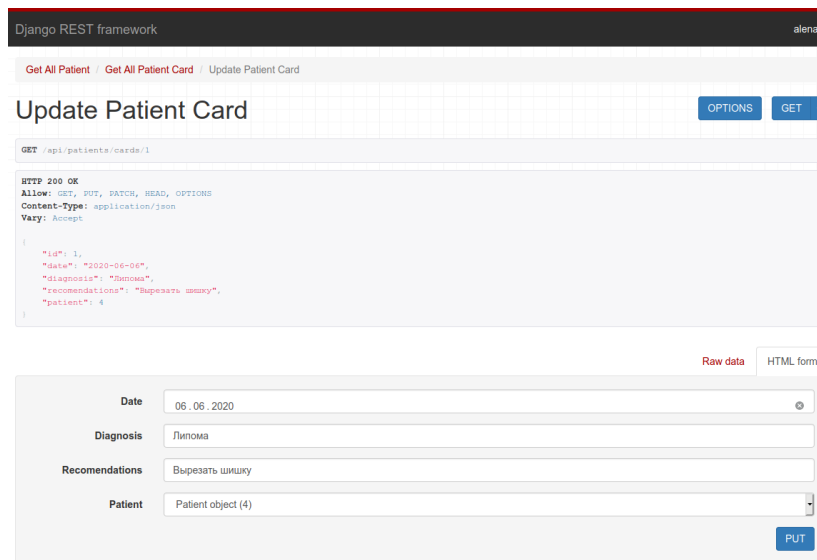 Django REST framework alena
Get All Patient / Get All Patient Card / Update Patient Card
Update Patient Card OPTIONS GET
GET /api/patients/cards/1
HTTP 200 OK
Allow: GET, PUT, PATCH, HEAD, OPTIONS
Content-Type: application/json
Vary: Accept
{
"id": 1,
"date": "2020-06-06",
"diagnosis": "Липома",
"recomendations": "Вырезать шишку",
"patient": 4
}
Raw data HTML form
Date 06 . 06 . 2020
Diagnosis Липома
Recomendations Вырезать шишку
Patient Patient object (4)
PUT